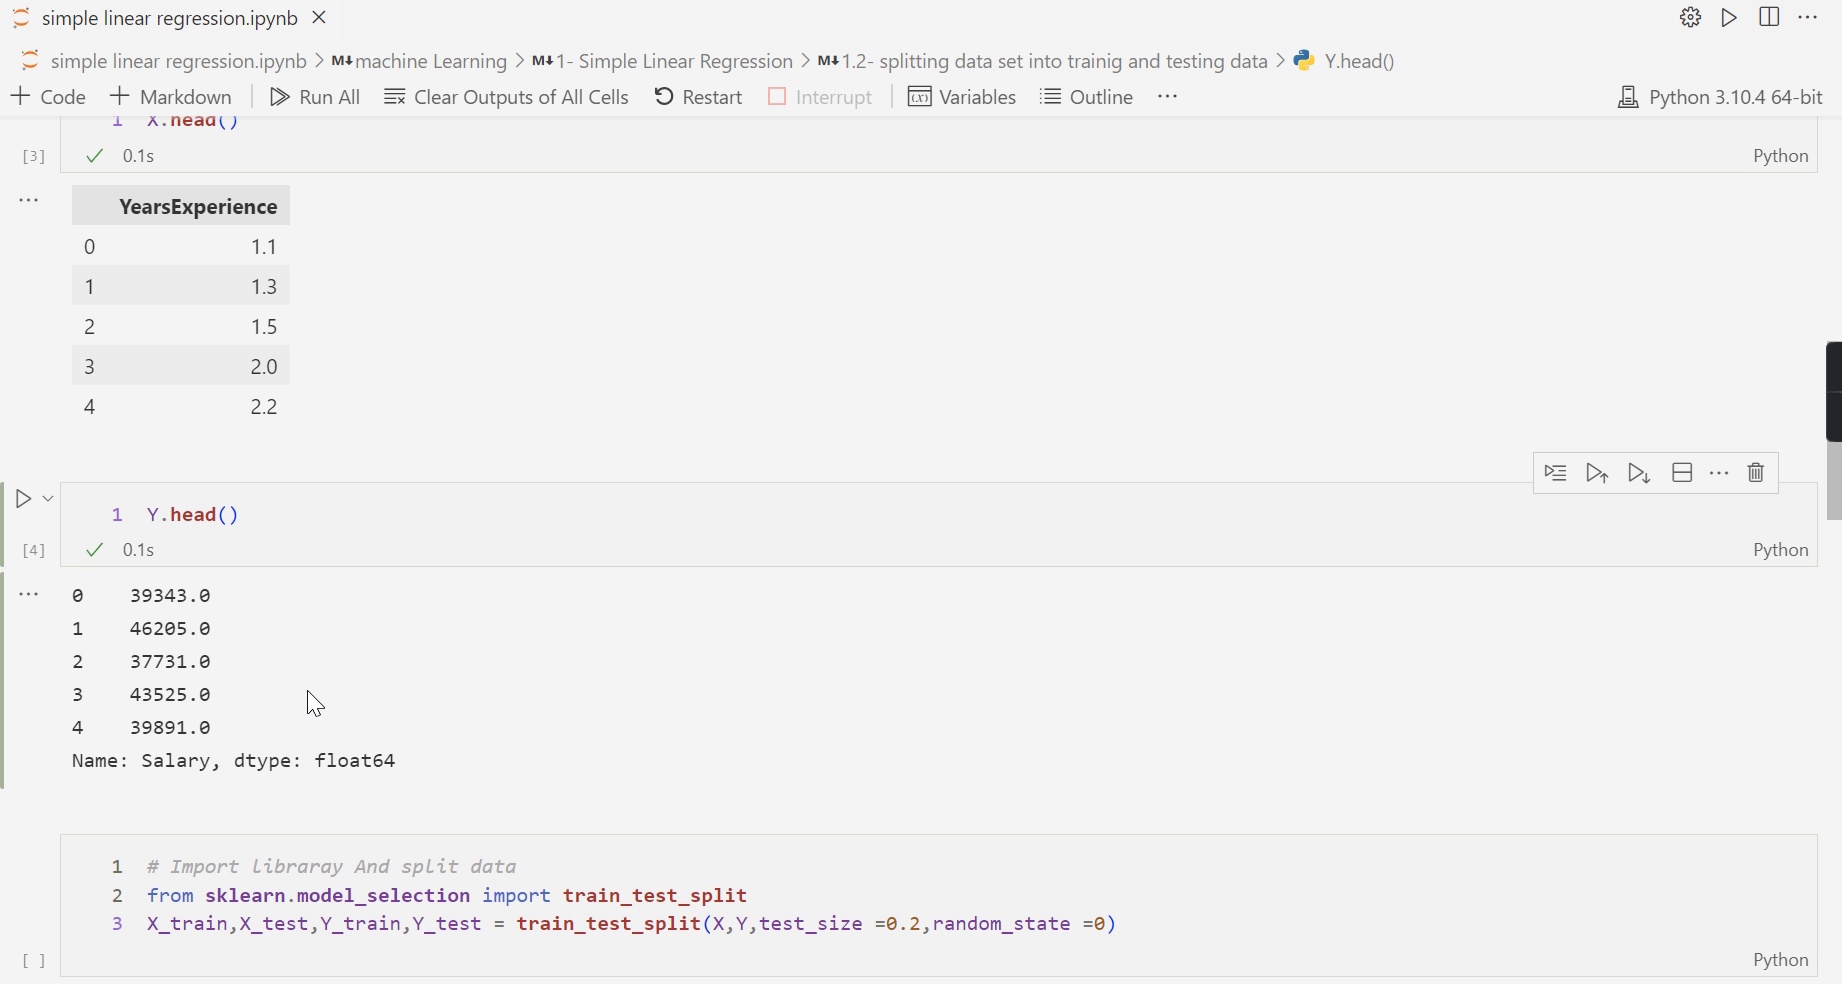 simple linear regression.ipynb
simple linear regression.ipynb > M↓ machine Learning > M↓ 1- Simple Linear Regression > M↓ 1.2- splitting data set into trainig and testing data > Y.head()
+ Code + Markdown | Run All Clear Outputs of All Cells Restart Interrupt | Variables Outline ... Python 3.10.4 64-bit
1 X.head()
[3] ✓ 0.1s Python
YearsExperience
0 1.1
1 1.3
2 1.5
3 2.0
4 2.2
1 Y.head()
[4] ✓ 0.1s Python
0 39343.0
1 46205.0
2 37731.0
3 43525.0
4 39891.0
Name: Salary, dtype: float64
1 # Import libraray And split data
2 from sklearn.model_selection import train_test_split
3 X_train,X_test,Y_train,Y_test = train_test_split(X,Y,test_size =0.2,random_state =0)
[ ] Python